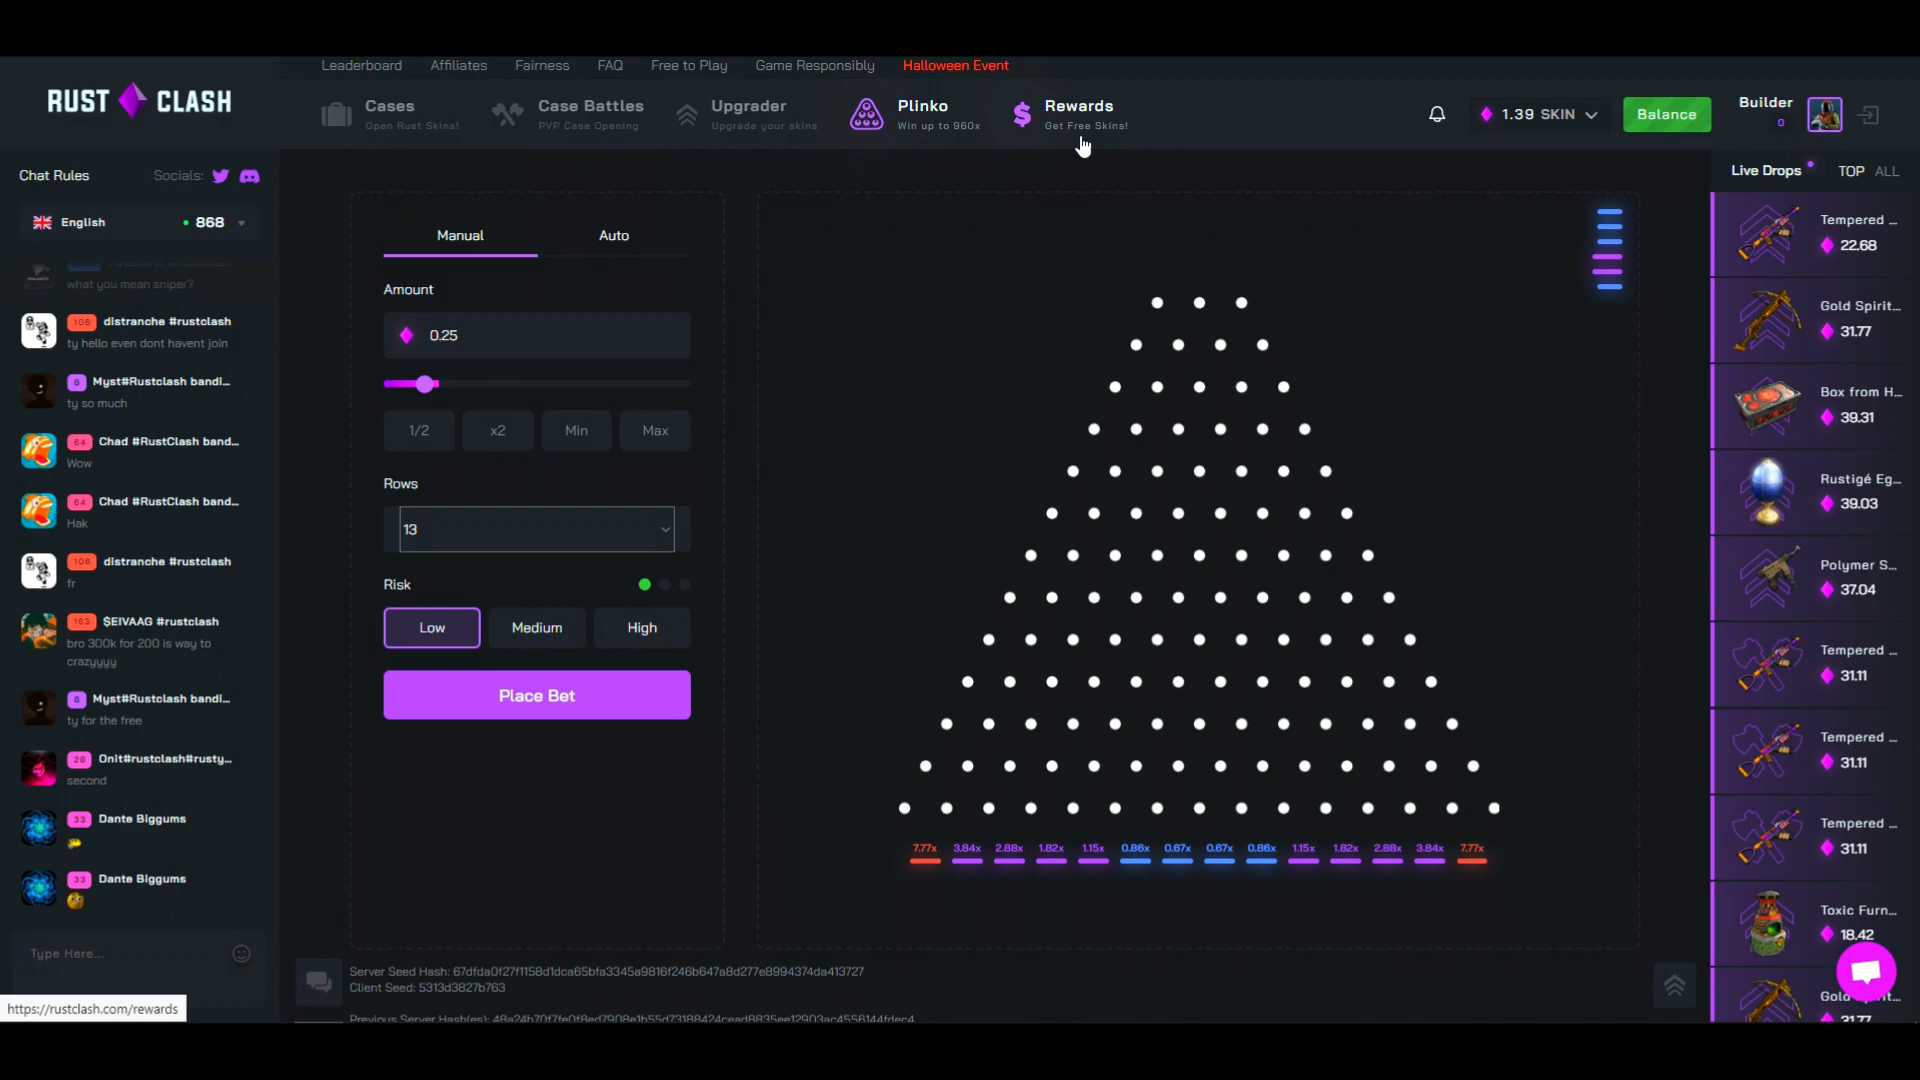 Leaderboard Affiliates Fairness FAQ Free to Play Game Responsibly Halloween Event
RUST CLASH
Cases
Open Rust Skins!
Case Battles
PVP Case Opening
Upgrader
Upgrade your skins
Plinko
Win up to 960x
Rewards
Get Free Skins!
1.39 SKIN
Balance
Builder
0
Chat Rules Socials:
English 868
what you mean sniper?
106 distranche #rustclash
ty hello even dont havent join
8 Myst#Rustclash bandi...
ty so much
64 Chad #RustClash band...
Wow
64 Chad #RustClash band...
Hak
106 distranche #rustclash
fr
163 $EIVAAG #rustclash
bro 300k for 200 is way to
crazyyyy
8 Myst#Rustclash bandi...
ty for the free
28 Onit#rustclash#rusty...
second
33 Dante Biggums
33 Dante Biggums
Type Here...
https://rustclash.com/rewards
Manual Auto
Amount
0.25
1/2 x2 Min Max
Rows
13
Risk
Low Medium High
Place Bet
7.77x 3.84x 2.88x 1.82x 1.15x 0.86x 0.67x 0.67x 0.86x 1.15x 1.82x 2.88x 3.84x 7.77x
Server Seed Hash: 67dfda0f27f1158d1dca65bfa3345a9816f246b647a8d277e8994374da413727
Client Seed: 5313d3827b763
Previous Server Hash(es): 48a24b70f7fe0f8ed7908e1b55d73188424cead8835ee12903ac4556144fdec4
Live Drops TOP ALL
Tempered ...
22.68
Gold Spirit...
31.77
Box from H...
39.31
Rustigé Eg...
39.03
Polymer S...
37.04
Tempered ...
31.11
Tempered ...
31.11
Tempered ...
31.11
Toxic Furn...
18.42
31.77